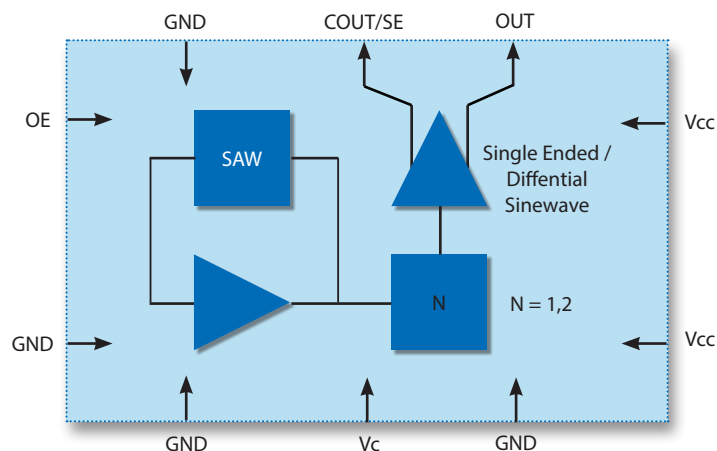 GND
COUT/SE
OUT
OE
Vcc
SAW
Single Ended /
Diffential
Sinewave
N
N = 1,2
GND
Vcc
GND
Vc
GND